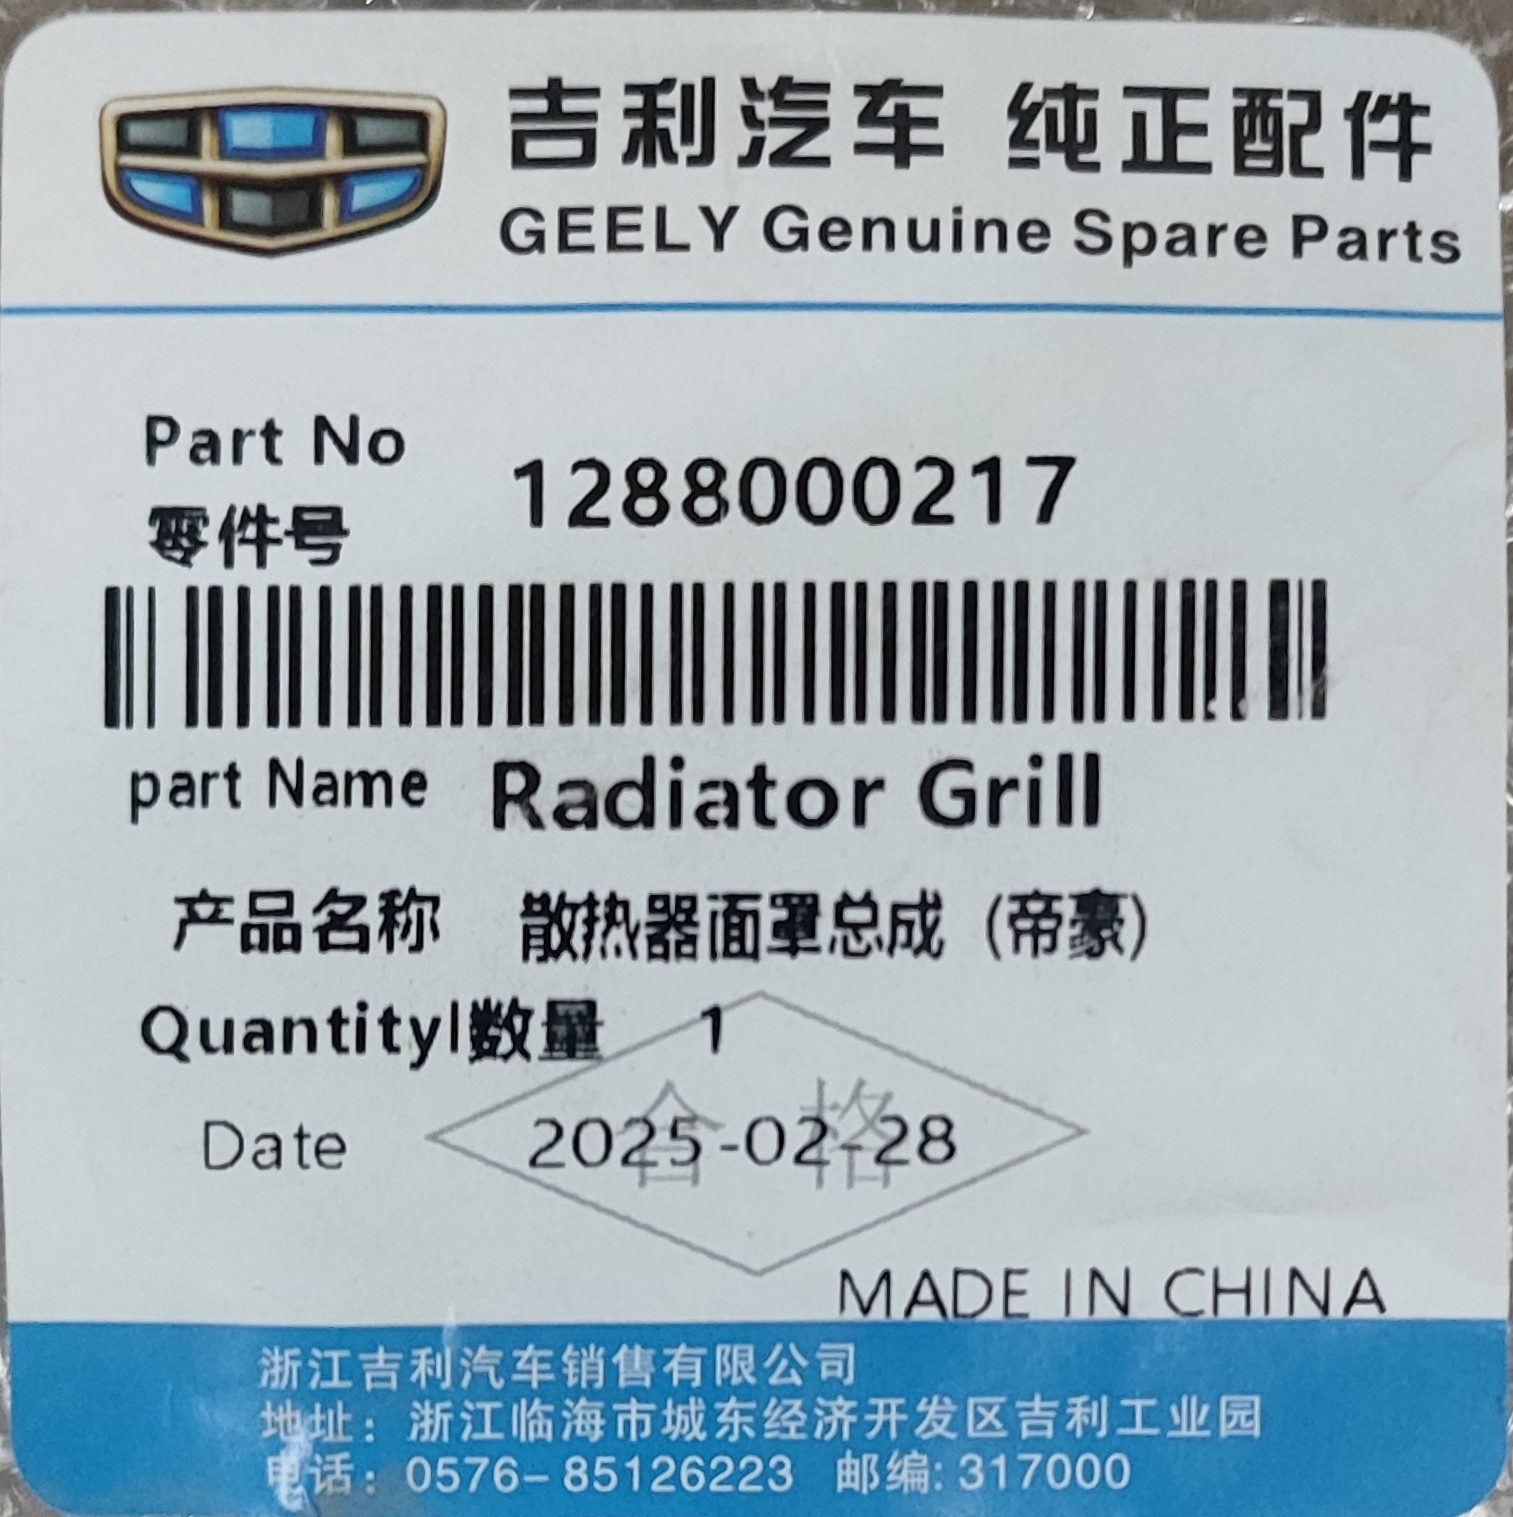 吉利汽车 纯正配件
GEELY Genuine Spare Parts
Part No
零件号
1288000217
part Name Radiator Grill
产品名称 散热器面罩总成 (帝豪)
Quantity|数量 1
合格
Date 2025-02-28
MADE IN CHINA
浙江吉利汽车销售有限公司
地址：浙江临海市城东经济开发区吉利工业园
电话：0576-85126223 邮编:317000